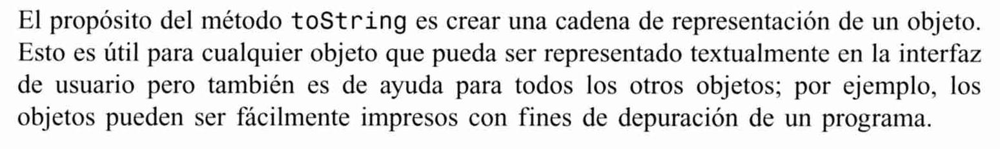 El propósito del método toString es crear una cadena de representación de un objeto.
Esto es útil para cualquier objeto que pueda ser representado textualmente en la interfaz
de usuario pero también es de ayuda para todos los otros objetos; por ejemplo, los
objetos pueden ser fácilmente impresos con fines de depuración de un programa.